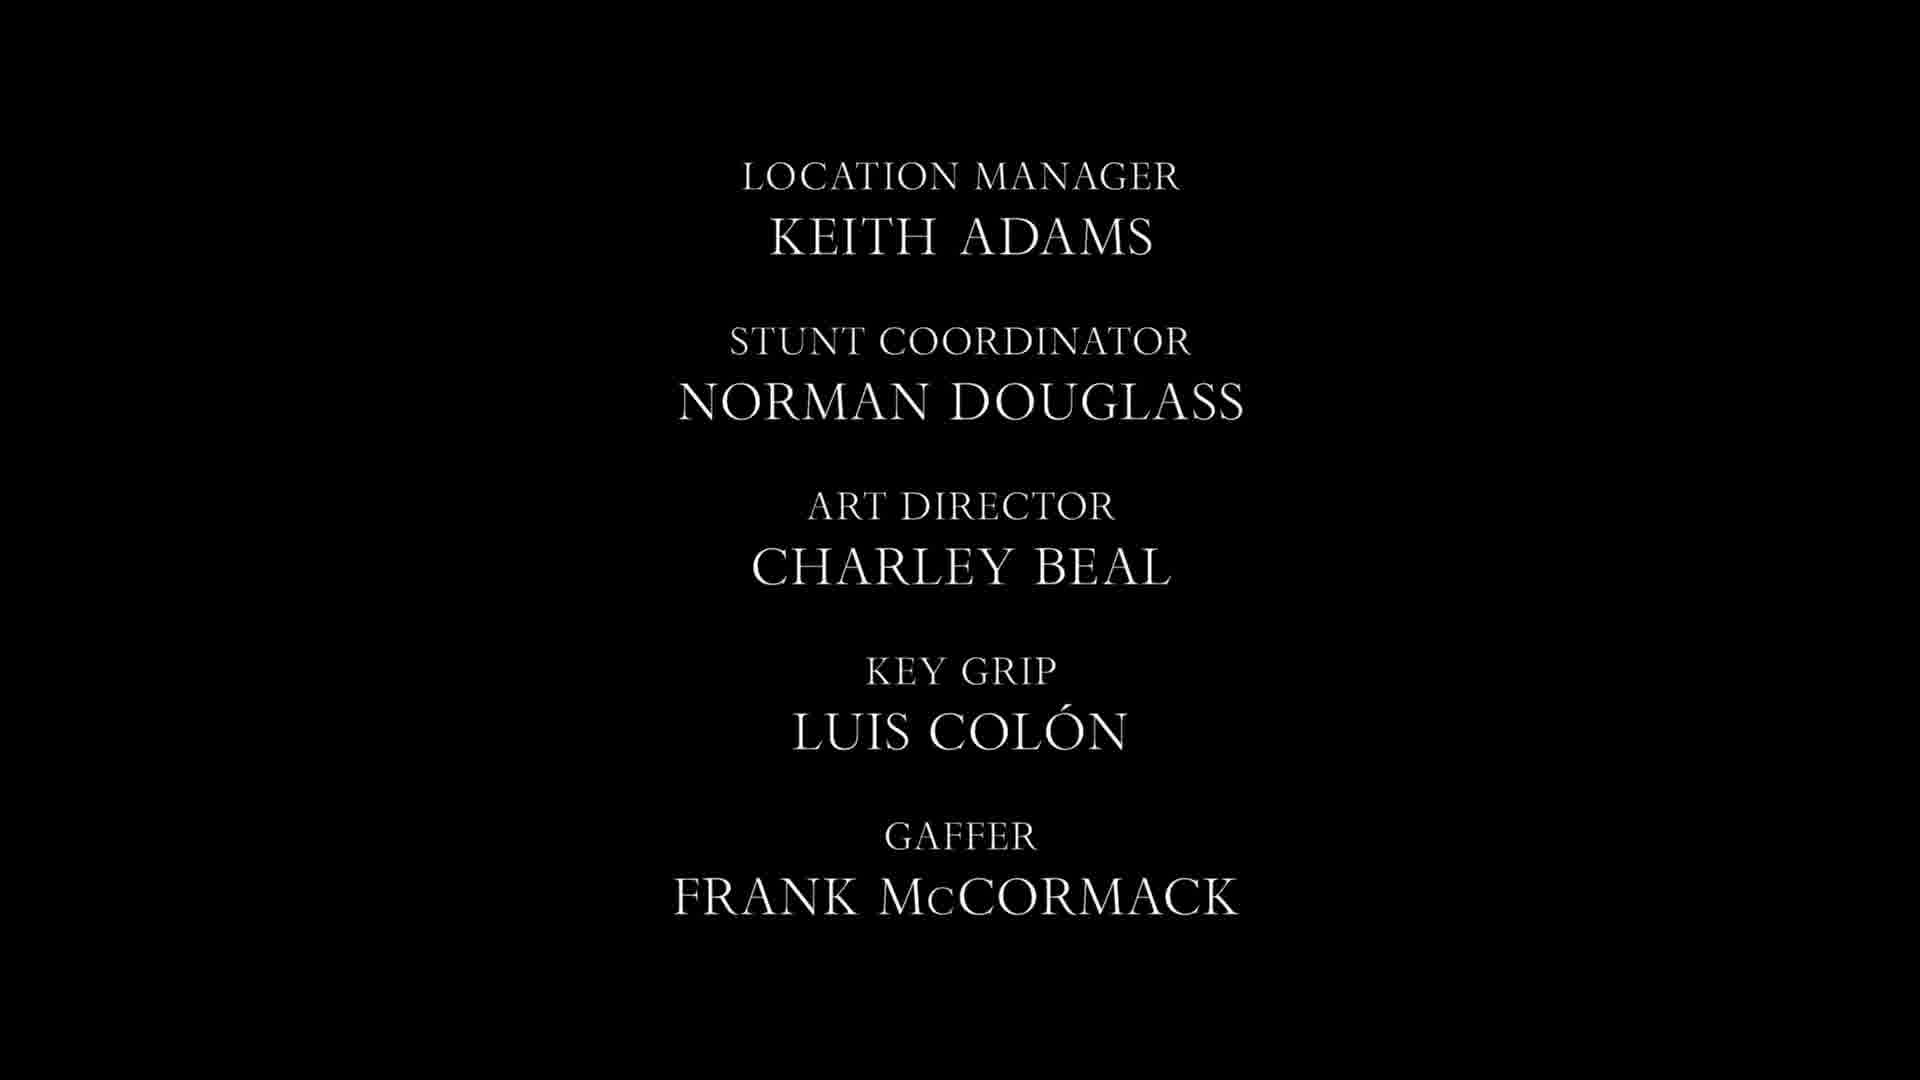 LOCATION MANAGER
KEITH ADAMS
STUNT COORDINATOR
NORMAN DOUGLASS
ART DIRECTOR
CHARLEY BEAL
KEY GRIP
LUIS COLÓN
GAFFER
FRANK McCORMACK